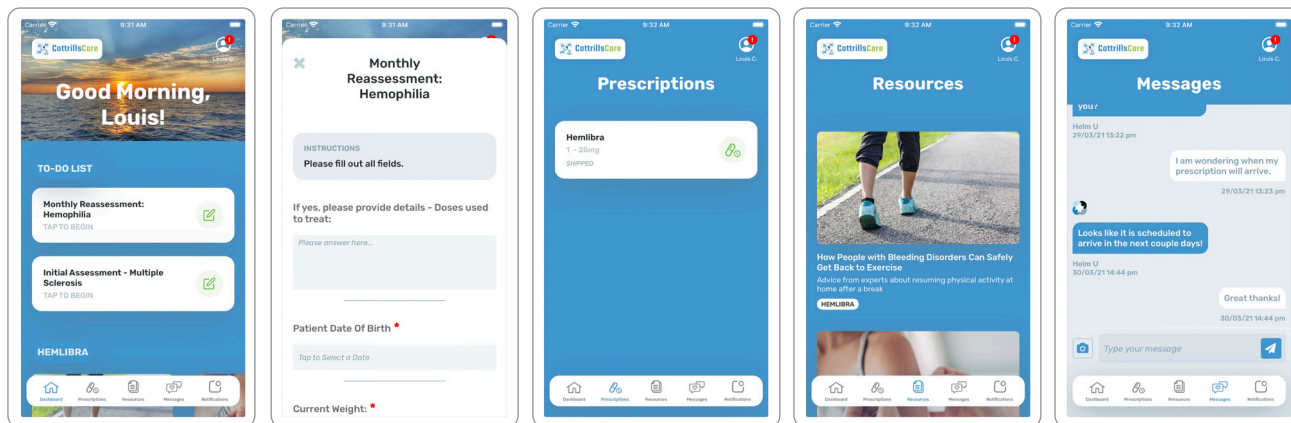 Carrier 9:31 AM
CottrillsCare
!
Louis C.
Good Morning,
Louis!
TO-DO LIST
Monthly Reassessment:
Hemophilia
TAP TO BEGIN
Initial Assessment - Multiple
Sclerosis
TAP TO BEGIN
HEMLIBRA
Dashboard Prescriptions Resources Messages Notifications
Carrier 9:31 AM
Monthly
Reassessment:
Hemophilia
INSTRUCTIONS
Please fill out all fields.
If yes, please provide details - Doses used
to treat:
Please answer here...
Patient Date Of Birth *
Tap to Select a Date
Current Weight: *
Carrier 9:32 AM
CottrillsCare
!
Louis C.
Prescriptions
Hemlibra
1 - 25mg
SHIPPED
Dashboard Prescriptions Resources Messages Notifications
Carrier 9:32 AM
CottrillsCare
!
Louis C.
Resources
How People with Bleeding Disorders Can Safely
Get Back to Exercise
Advice from experts about resuming physical activity at
home after a break
HEMLIBRA
Dashboard Prescriptions Resources Messages Notifications
Carrier 9:32 AM
CottrillsCare
!
Louis C.
Messages
you?
Helm U
29/03/21 13:22 pm
I am wondering when my
prescription will arrive.
29/03/21 13:23 pm
Looks like it is scheduled to
arrive in the next couple days!
Helm U
30/03/21 14:44 pm
Great thanks!
30/03/21 14:44 pm
Type your message
Dashboard Prescriptions Resources Messages Notifications